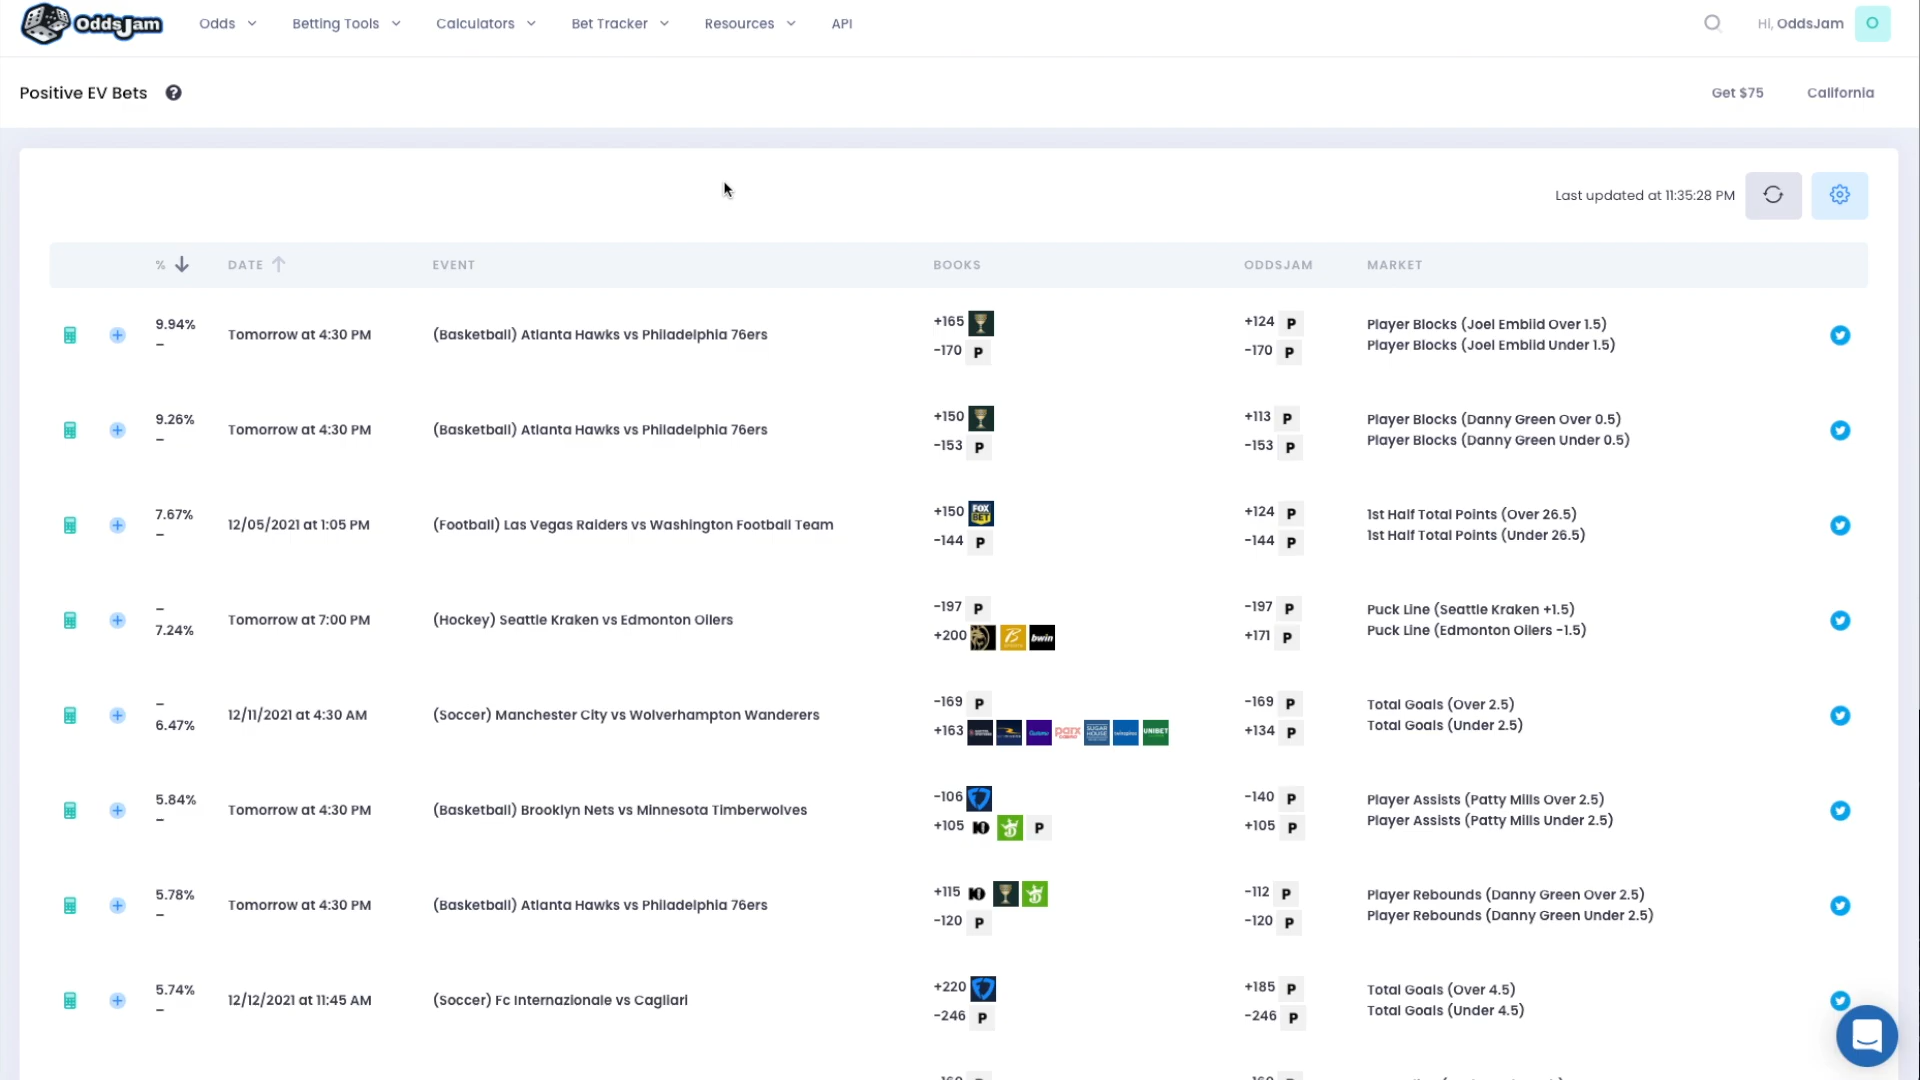 OddsJam
Odds
Betting Tools
Calculators
Bet Tracker
Resources
API
Hi, OddsJam
O
Positive EV Bets
?
Get $75
California
Last updated at 11:35:28 PM
%
DATE
EVENT
BOOKS
ODDSJAM
MARKET
9.94%
–
Tomorrow at 4:30 PM
(Basketball) Atlanta Hawks vs Philadelphia 76ers
+165
-170 P
+124 P
-170 P
Player Blocks (Joel Embiid Over 1.5)
Player Blocks (Joel Embiid Under 1.5)
9.26%
–
Tomorrow at 4:30 PM
(Basketball) Atlanta Hawks vs Philadelphia 76ers
+150
-153 P
+113 P
-153 P
Player Blocks (Danny Green Over 0.5)
Player Blocks (Danny Green Under 0.5)
7.67%
–
12/05/2021 at 1:05 PM
(Football) Las Vegas Raiders vs Washington Football Team
+150 FOX BET
-144 P
+124 P
-144 P
1st Half Total Points (Over 26.5)
1st Half Total Points (Under 26.5)
–
7.24%
Tomorrow at 7:00 PM
(Hockey) Seattle Kraken vs Edmonton Oilers
-197 P
+200 B bwin
-197 P
+171 P
Puck Line (Seattle Kraken +1.5)
Puck Line (Edmonton Oilers -1.5)
–
6.47%
12/11/2021 at 4:30 AM
(Soccer) Manchester City vs Wolverhampton Wanderers
-169 P
+163 parx SUGAR HOUSE UNIBET
-169 P
+134 P
Total Goals (Over 2.5)
Total Goals (Under 2.5)
5.84%
–
Tomorrow at 4:30 PM
(Basketball) Brooklyn Nets vs Minnesota Timberwolves
-106
+105 10 P
-140 P
+105 P
Player Assists (Patty Mills Over 2.5)
Player Assists (Patty Mills Under 2.5)
5.78%
–
Tomorrow at 4:30 PM
(Basketball) Atlanta Hawks vs Philadelphia 76ers
+115 10
-120 P
-112 P
-120 P
Player Rebounds (Danny Green Over 2.5)
Player Rebounds (Danny Green Under 2.5)
5.74%
–
12/12/2021 at 11:45 AM
(Soccer) Fc Internazionale vs Cagliari
+220
-246 P
+185 P
-246 P
Total Goals (Over 4.5)
Total Goals (Under 4.5)